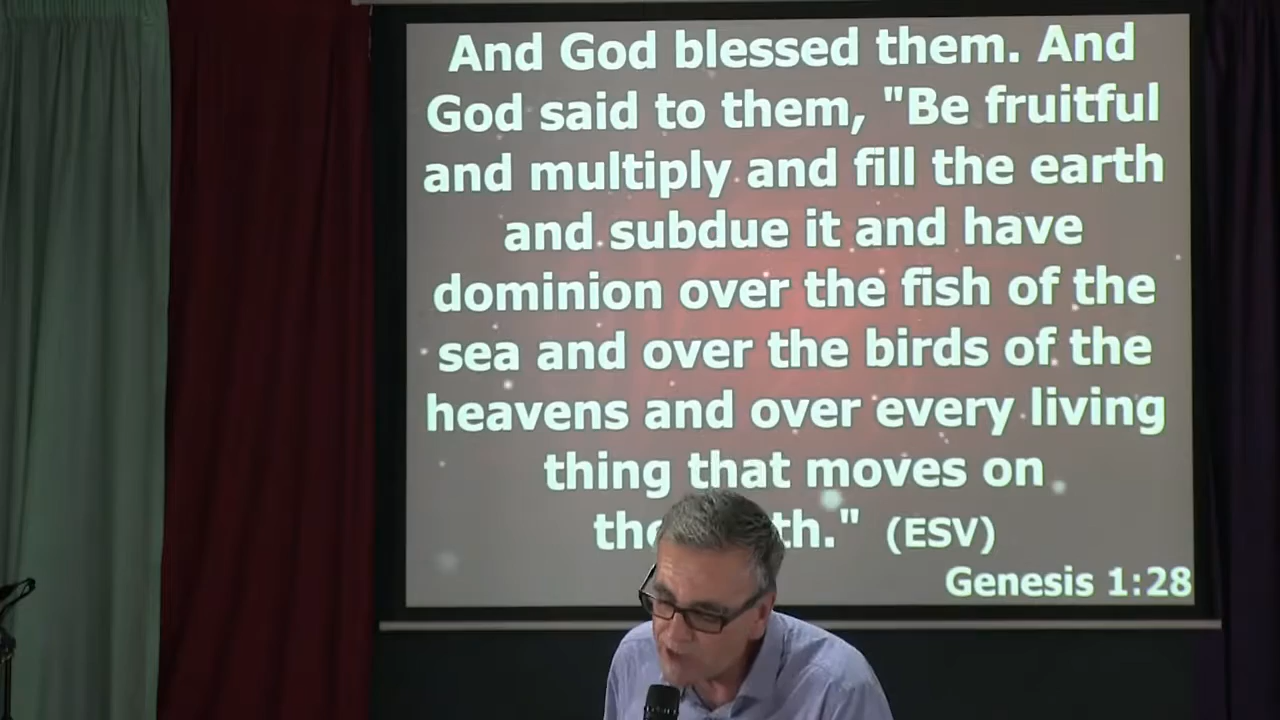 And God blessed them. And
God said to them, "Be fruitful
and multiply and fill the earth
and subdue it and have
dominion over the fish of the
sea and over the birds of the
heavens and over every living
thing that moves on
(ESV)
Genesis 1:28